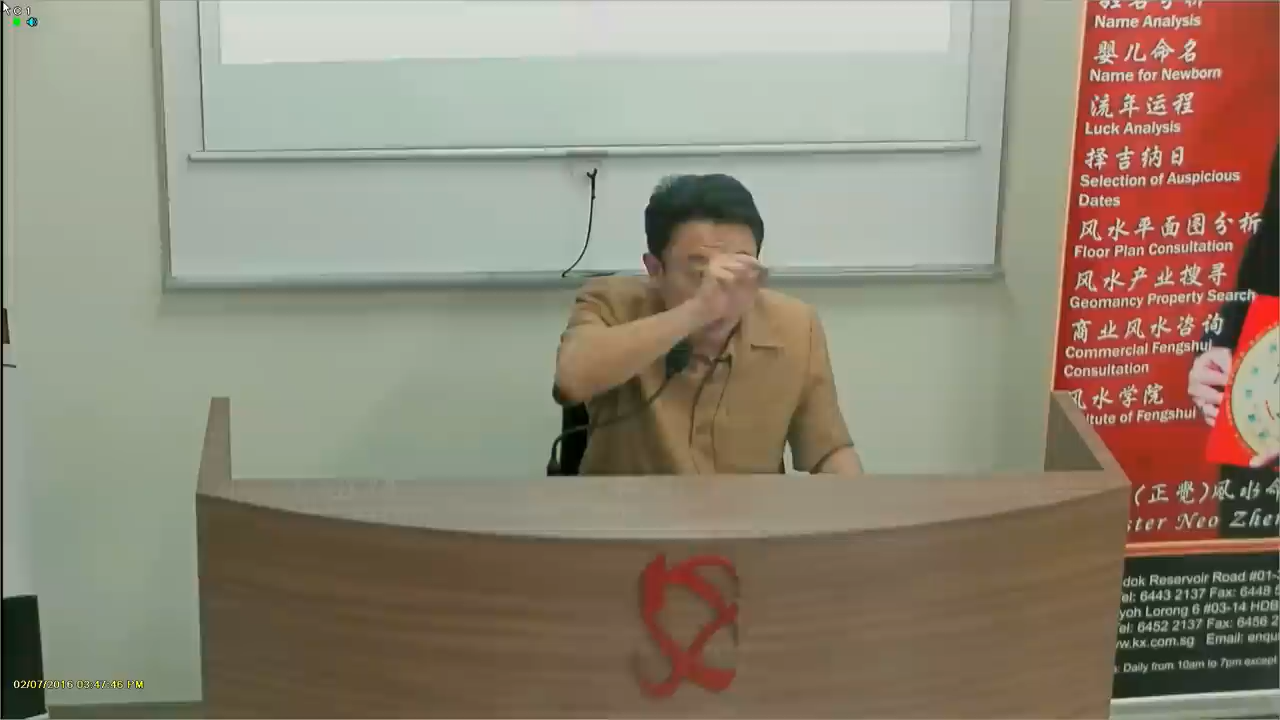 C 1
Name Analysis
婴儿命名
Name for Newborn
流年运程
Luck Analysis
择吉纳日
Selection of Auspicious
Dates
风水平面图分析
Floor Plan Consultation
风水产业搜寻
Geomancy Property Search
商业风水咨询
Commercial Fengshui
Consultation
风水学院
itute of Fengshui
(正覺)风水命
ster Neo Zhe
dok Reservoir Road #01-
el: 6443 2137 Fax: 6448
yoh Lorong 6 #03-14 HDB
el: 6452 2137 Fax: 6456 2
w.kx.com.sg Email: enqu
: Daily from 10am to 7pm except
02/07/2016 03:47:46 PM